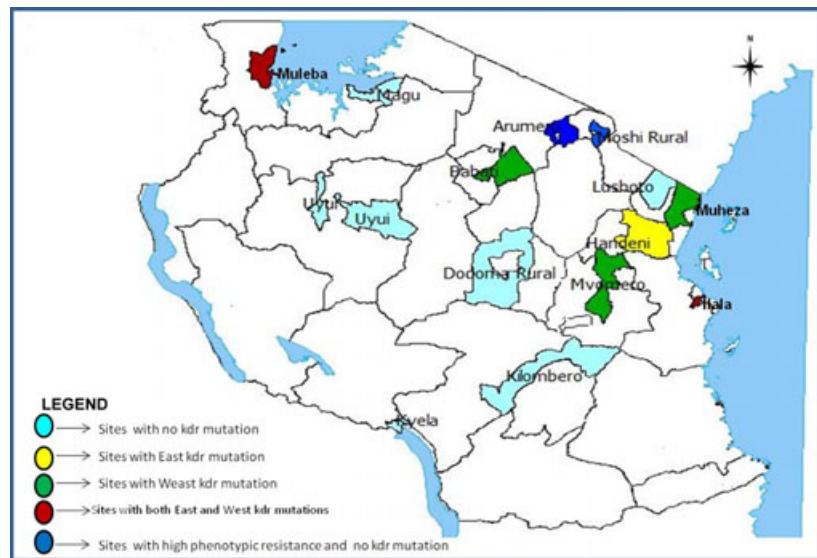 N
Muleba
Magu
Arume
Moshi Rural
Babati
Loshoto
Uyui
Uyui
Muheza
Handeni
Dodoma Rural
Mvomero
Ilala
Kilombero
Kyela
LEGEND
Sites with no kdr mutation
Sites with East kdr mutation
Sites with Weast kdr mutation
Sites with both East and West kdr mutations
Sites with high phenotypic resistance and no kdr mutation